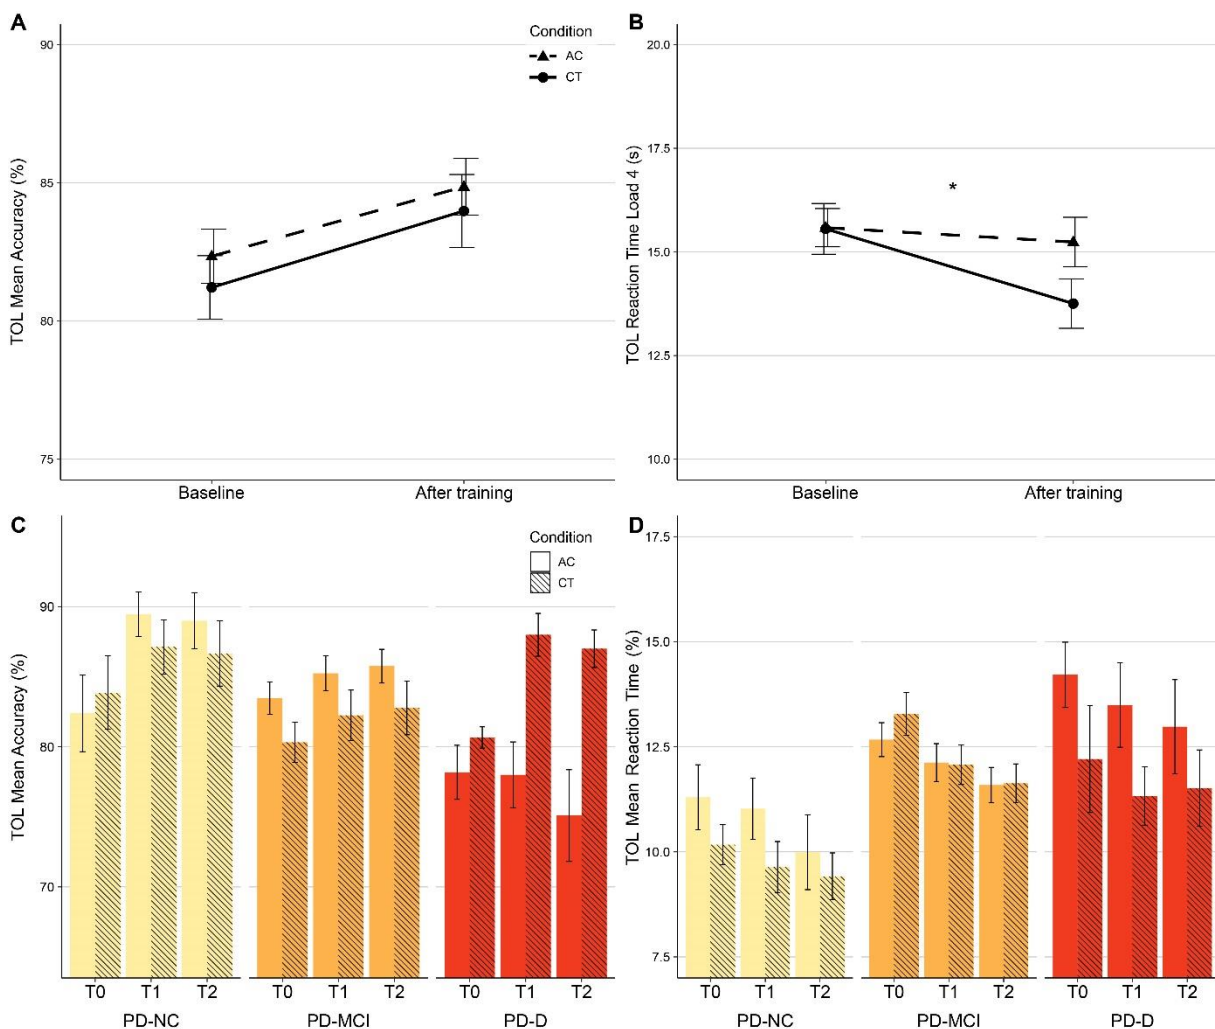 A
Condition
AC
CT
TOL Mean Accuracy (%)
90
85
80
75
Baseline
After training
B
TOL Reaction Time Load 4 (s)
20.0
17.5
15.0
12.5
10.0
*
Baseline
After training
C
Condition
AC
CT
TOL Mean Accuracy (%)
90
80
70
T0 T1 T2 T0 T1 T2 T0 T1 T2
PD-NC PD-MCI PD-D
D
TOL Mean Reaction Time (%)
17.5
15.0
12.5
10.0
7.5
T0 T1 T2 T0 T1 T2 T0 T1 T2
PD-NC PD-MCI PD-D